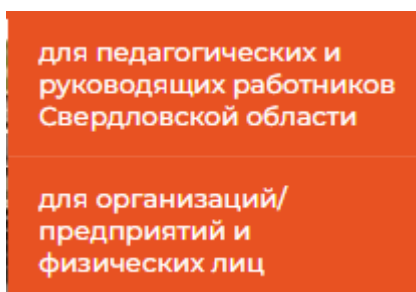 для педагогических и
руководящих работников
Свердловской области
для организаций/
предприятий и
физических лиц